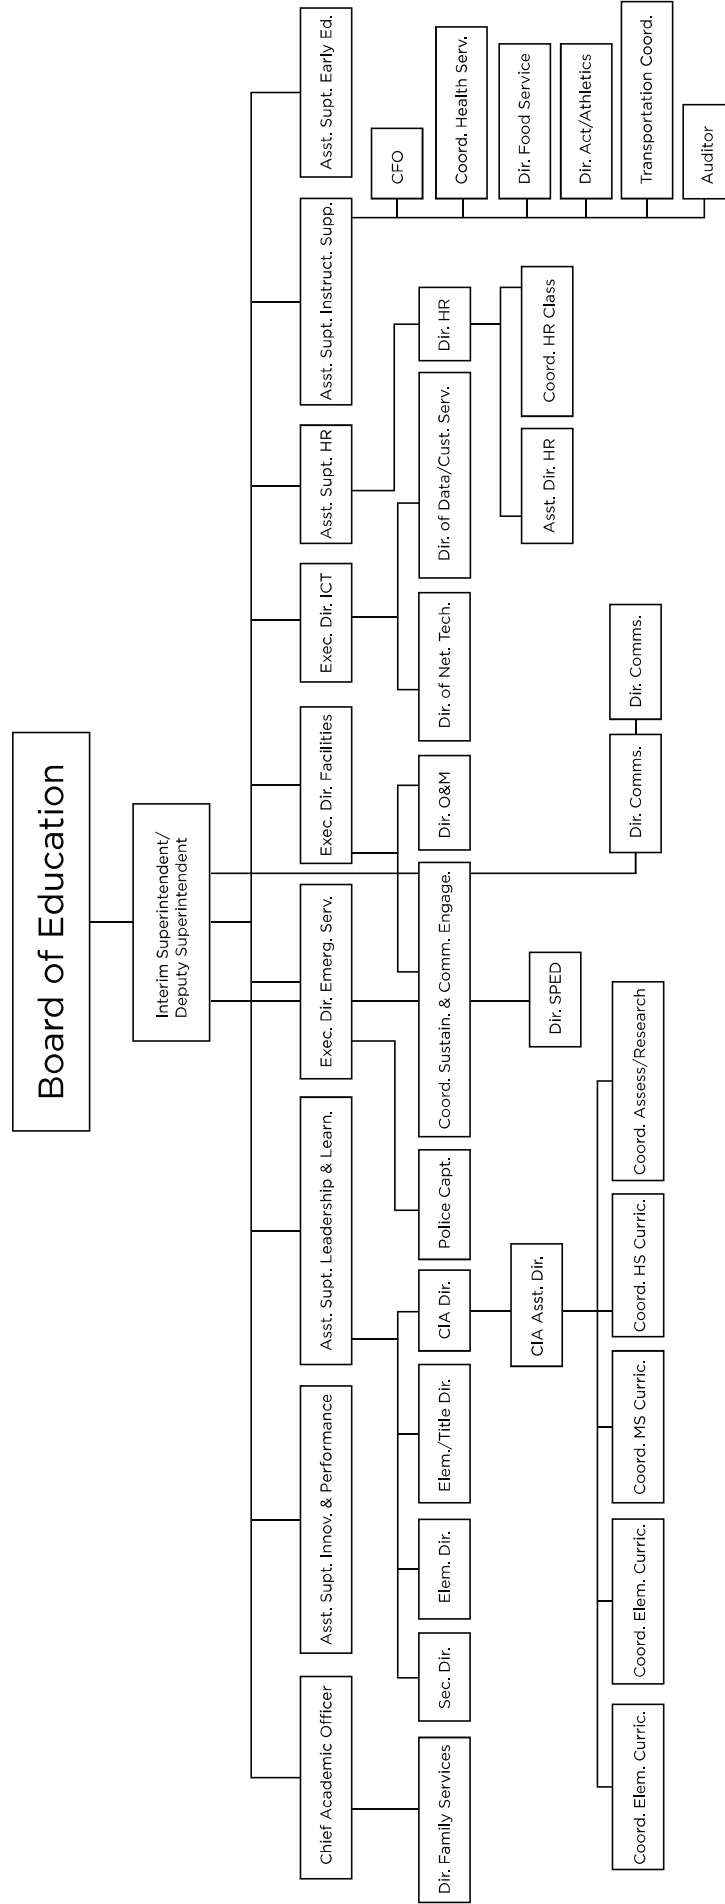 Board of Education
Interim Superintendent/
Deputy Superintendent
Chief Academic Officer
Asst. Supt. Innov. & Performance
Asst. Supt. Leadership & Learn.
Exec. Dir. Emerg. Serv.
Exec. Dir. Facilities
Exec. Dir. ICT
Asst. Supt. HR
Asst. Supt. Instruct. Supp.
Asst. Supt. Early Ed.
Dir. Family Services
Sec. Dir.
Elem. Dir.
Elem./Title Dir.
CIA Dir.
Police Capt.
Coord. Sustain. & Comm. Engage.
Dir. O&M
Dir. of Net. Tech.
Dir. of Data/Cust. Serv.
Dir. HR
CFO
Coord. Health Serv.
Dir. Food Service
Dir. Act/Athletics
Transportation Coord.
Auditor
CIA Asst. Dir.
Dir. SPED
Asst. Dir. HR
Coord. HR Class
Coord. Elem. Curric.
Coord. Elem. Curric.
Coord. MS Curric.
Coord. HS Curric.
Coord. Assess/Research
Dir. Comms.
Dir. Comms.